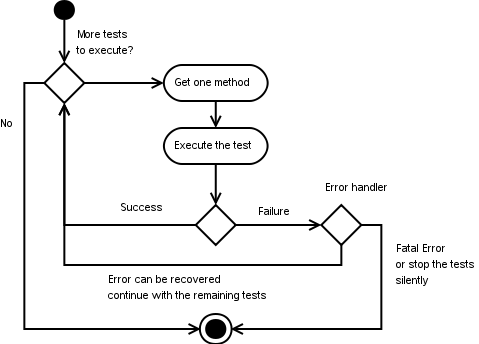 More tests
to execute?
Get one method
No
Execute the test
Error handler
Success
Failure
Fatal Error
or stop the tests
silently
Error can be recovered
continue with the remaining tests